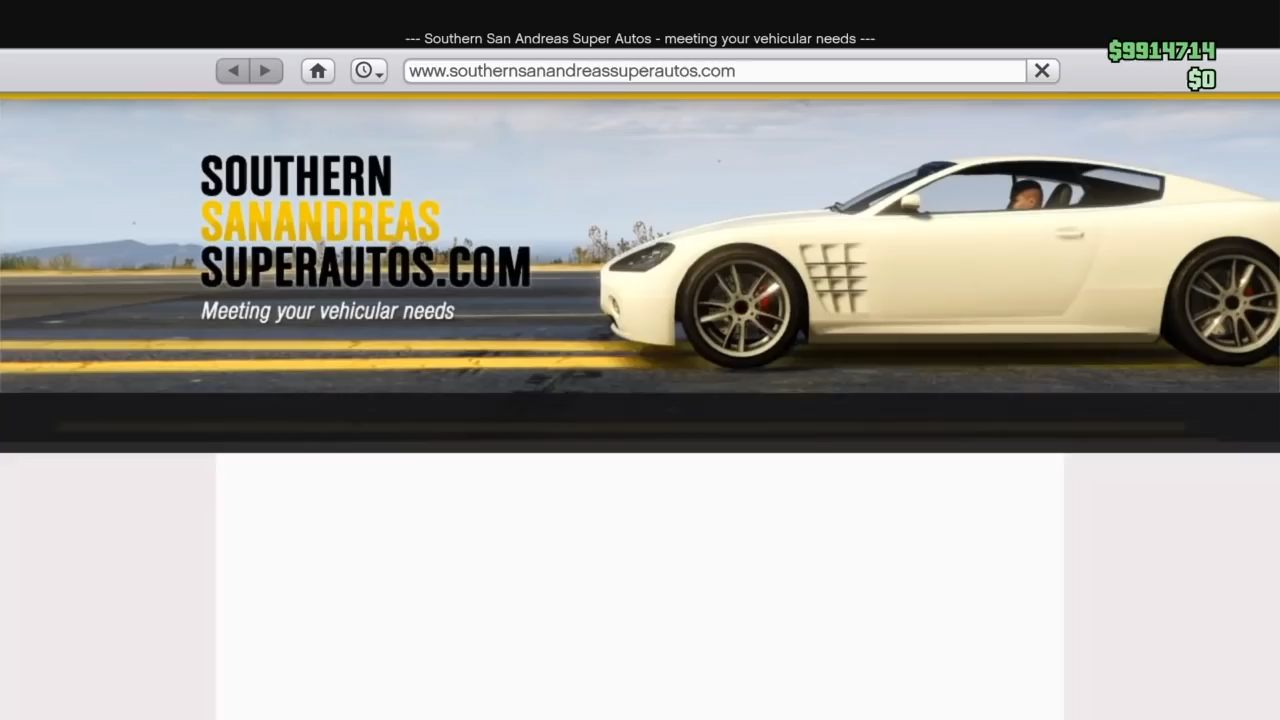 --- Southern San Andreas Super Autos - meeting your vehicular needs ---
www.southernsanandreassuperautos.com
$9914714
$0
SOUTHERN
SANANDREAS
SUPERAUTOS.COM
Meeting your vehicular needs